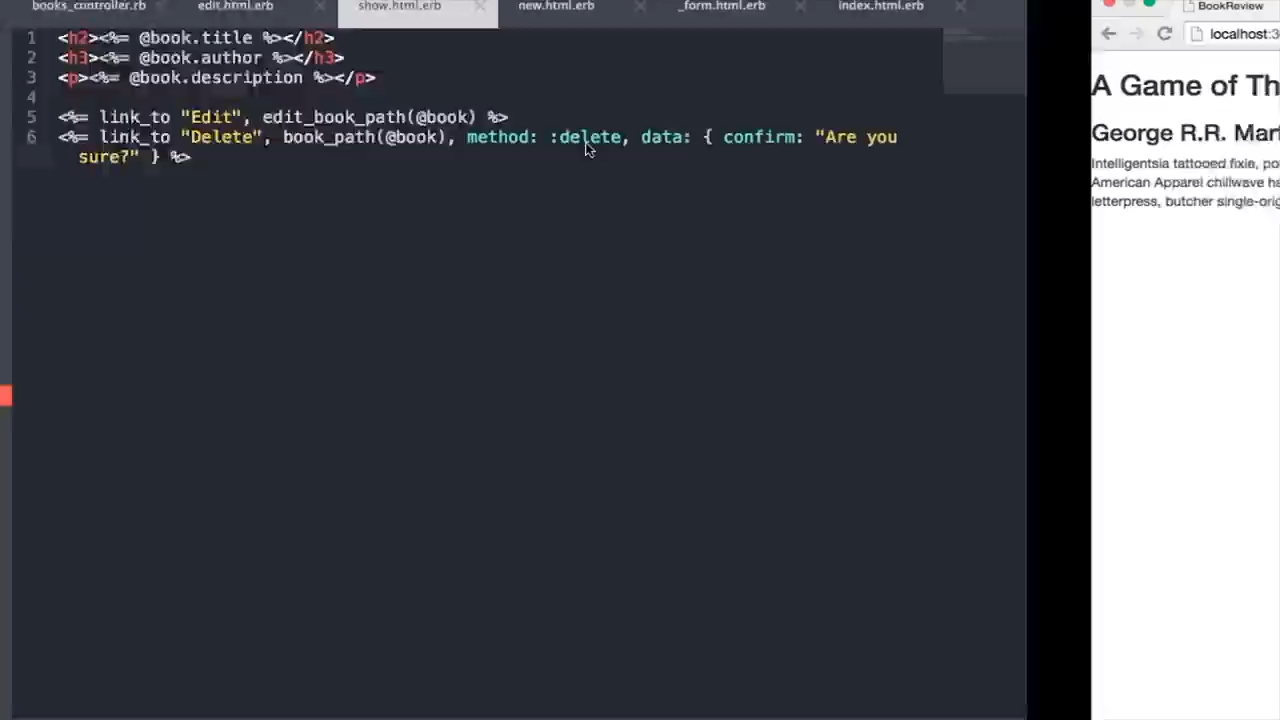 books_controller.rb edit.html.erb show.html.erb new.html.erb _form.html.erb index.html.erb
1 <h2><%= @book.title %></h2>
2 <h3><%= @book.author %></h3>
3 <p><%= @book.description %></p>
4
5 <%= link_to "Edit", edit_book_path(@book) %>
6 <%= link_to "Delete", book_path(@book), method: :delete, data: { confirm: "Are you
sure?" } %>
BookReview
localhost:3
A Game of Th
George R.R. Mart
Intelligentsia tattooed fixie, po
American Apparel chillwave ha
letterpress, butcher single-orig